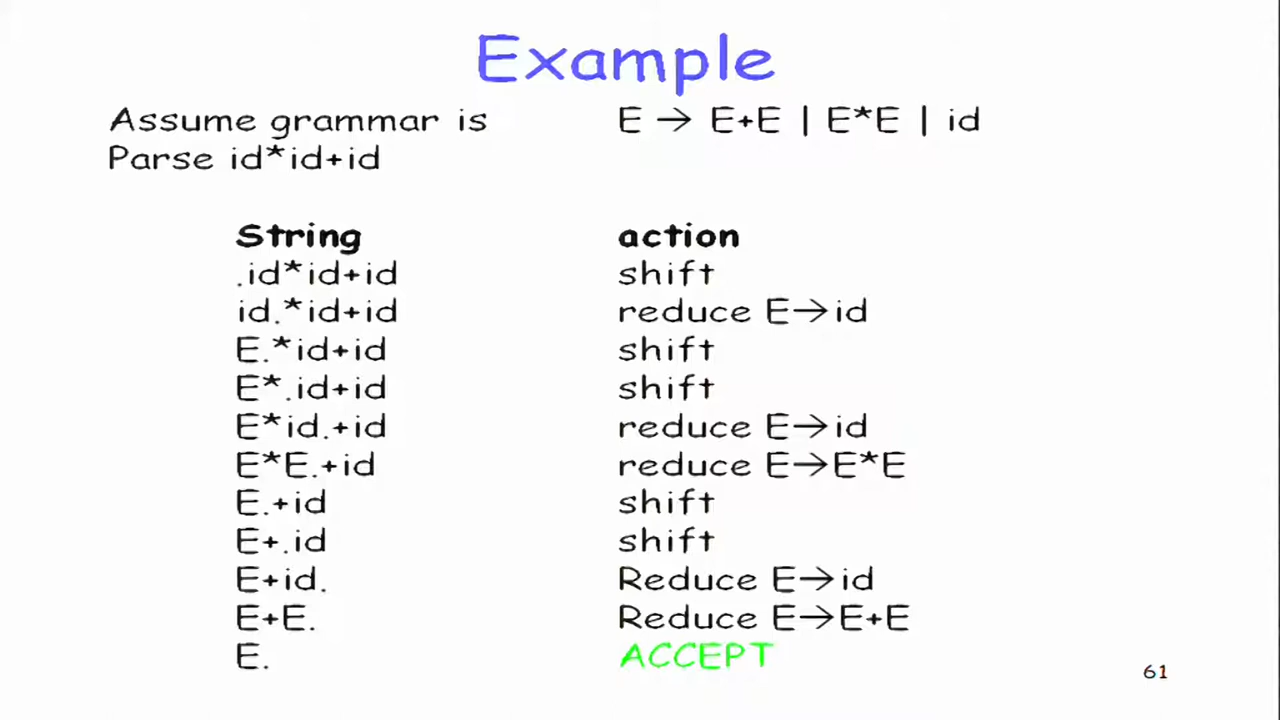 Example
Assume grammar is E → E+E | E*E | id
Parse id*id+id
String action
.id*id+id shift
id.*id+id reduce E→id
E.*id+id shift
E*.id+id shift
E*id.+id reduce E→id
E*E.+id reduce E→E*E
E.+id shift
E+.id shift
E+id. Reduce E→id
E+E. Reduce E→E+E
E. ACCEPT
61